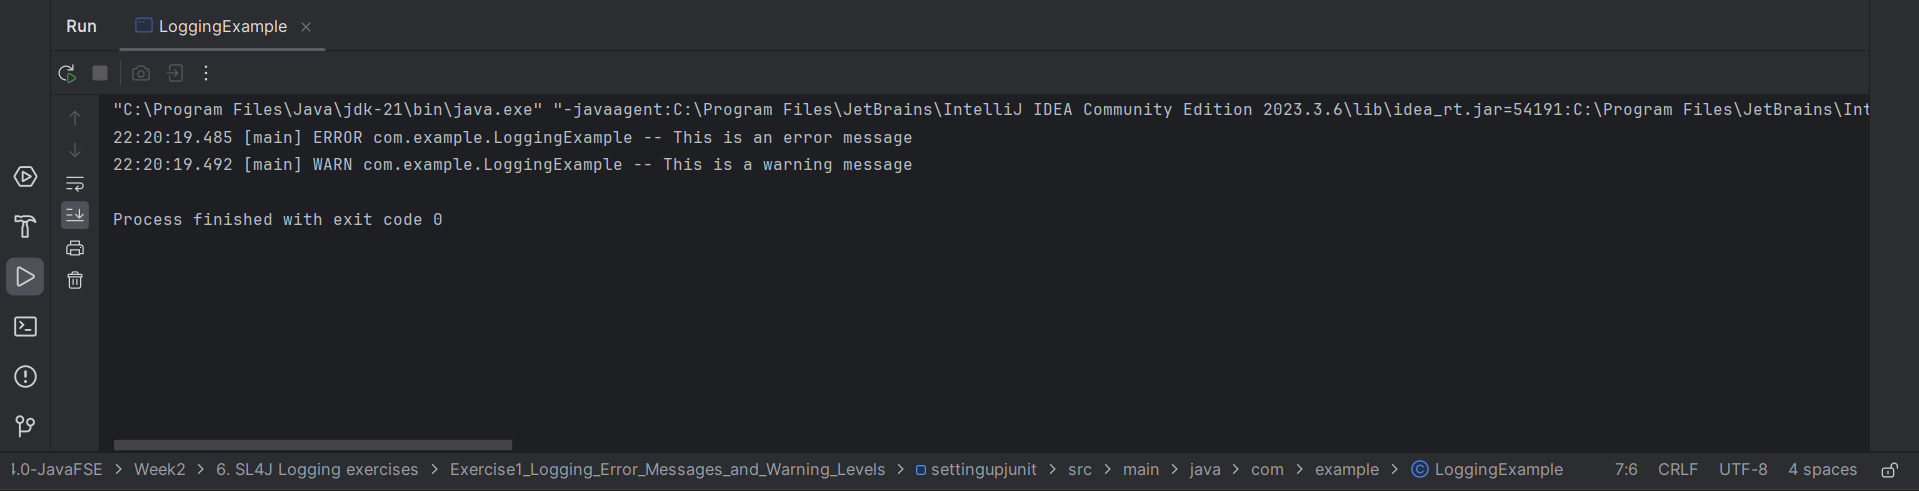 Run LoggingExample
"C:\Program Files\Java\jdk-21\bin\java.exe" "-javaagent:C:\Program Files\JetBrains\IntelliJ IDEA Community Edition 2023.3.6\lib\idea_rt.jar=54191:C:\Program Files\JetBrains\Int
22:20:19.485 [main] ERROR com.example.LoggingExample -- This is an error message
22:20:19.492 [main] WARN com.example.LoggingExample -- This is a warning message
Process finished with exit code 0
.0-JavaFSE > Week2 > 6. SL4J Logging exercises > Exercise1_Logging_Error_Messages_and_Warning_Levels > settingupjunit > src > main > java > com > example > LoggingExample 7:6 CRLF UTF-8 4 spaces